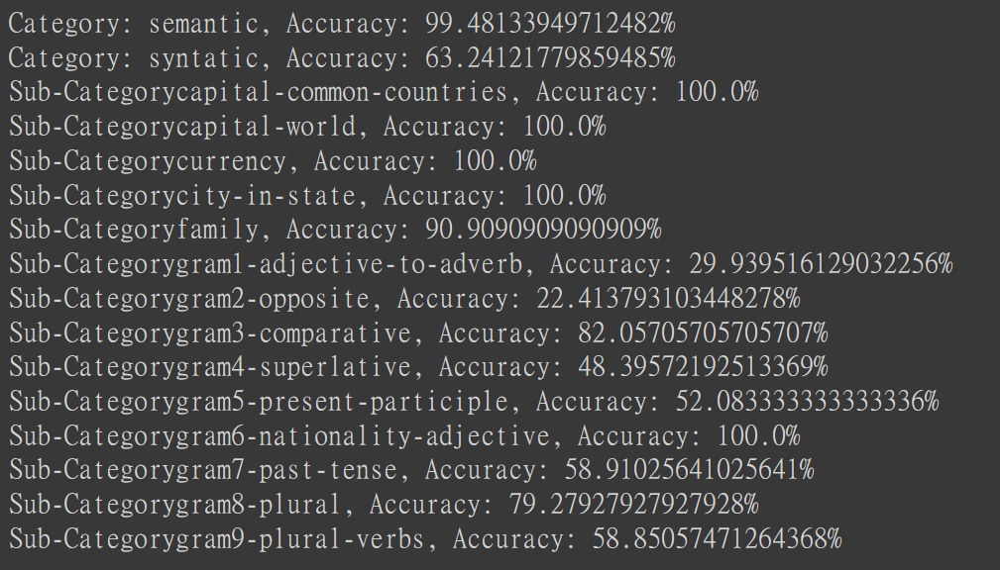 Category: semantic, Accuracy: 99.48133949712482%
Category: syntatic, Accuracy: 63.24121779859485%
Sub-Categorycapital-common-countries, Accuracy: 100.0%
Sub-Categorycapital-world, Accuracy: 100.0%
Sub-Categorycurrency, Accuracy: 100.0%
Sub-Categorycity-in-state, Accuracy: 100.0%
Sub-Categoryfamily, Accuracy: 90.9090909090909%
Sub-Categorygram1-adjective-to-adverb, Accuracy: 29.939516129032256%
Sub-Categorygram2-opposite, Accuracy: 22.413793103448278%
Sub-Categorygram3-comparative, Accuracy: 82.05705705705707%
Sub-Categorygram4-superlative, Accuracy: 48.39572192513369%
Sub-Categorygram5-present-participle, Accuracy: 52.083333333333336%
Sub-Categorygram6-nationality-adjective, Accuracy: 100.0%
Sub-Categorygram7-past-tense, Accuracy: 58.91025641025641%
Sub-Categorygram8-plural, Accuracy: 79.27927927927928%
Sub-Categorygram9-plural-verbs, Accuracy: 58.85057471264368%